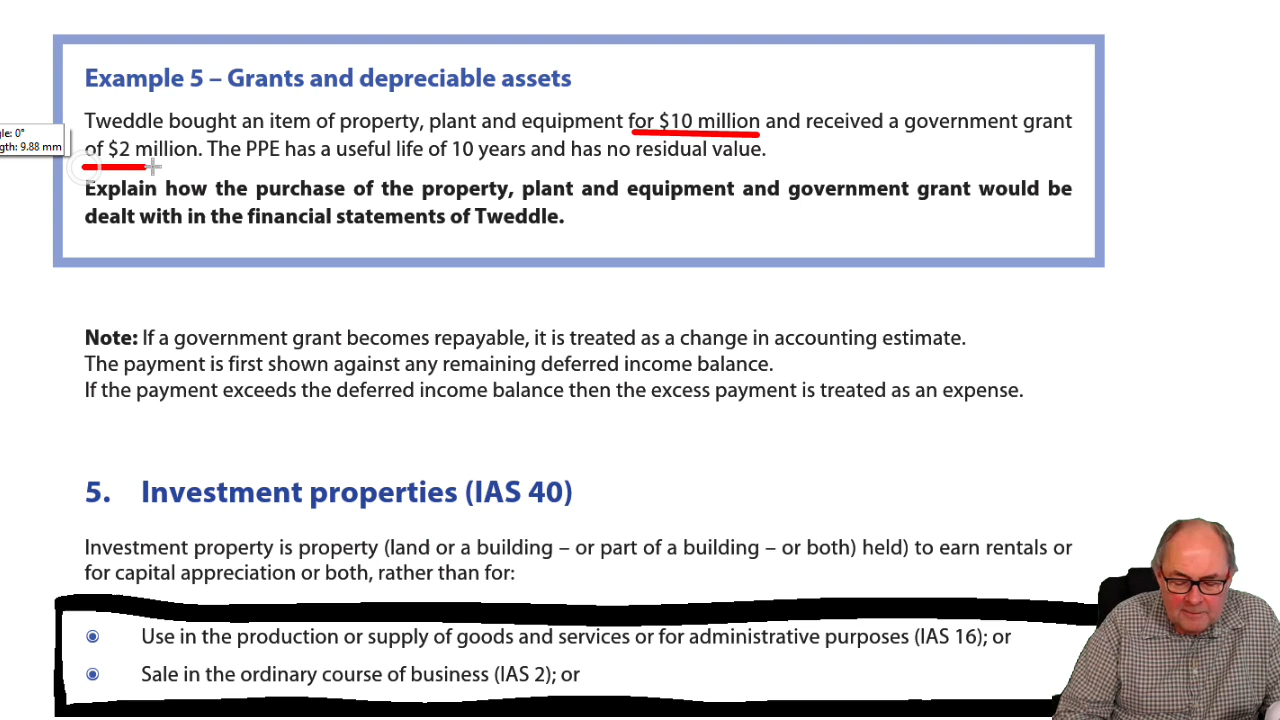 Example 5 – Grants and depreciable assets
Tweddle bought an item of property, plant and equipment for $10 million and received a government grant
of $2 million. The PPE has a useful life of 10 years and has no residual value.
gle: 0°
ngth: 9.88 mm
Explain how the purchase of the property, plant and equipment and government grant would be
dealt with in the financial statements of Tweddle.
Note: If a government grant becomes repayable, it is treated as a change in accounting estimate.
The payment is first shown against any remaining deferred income balance.
If the payment exceeds the deferred income balance then the excess payment is treated as an expense.
5. Investment properties (IAS 40)
Investment property is property (land or a building – or part of a building – or both) held) to earn rentals or
for capital appreciation or both, rather than for:
Use in the production or supply of goods and services or for administrative purposes (IAS 16); or
Sale in the ordinary course of business (IAS 2); or